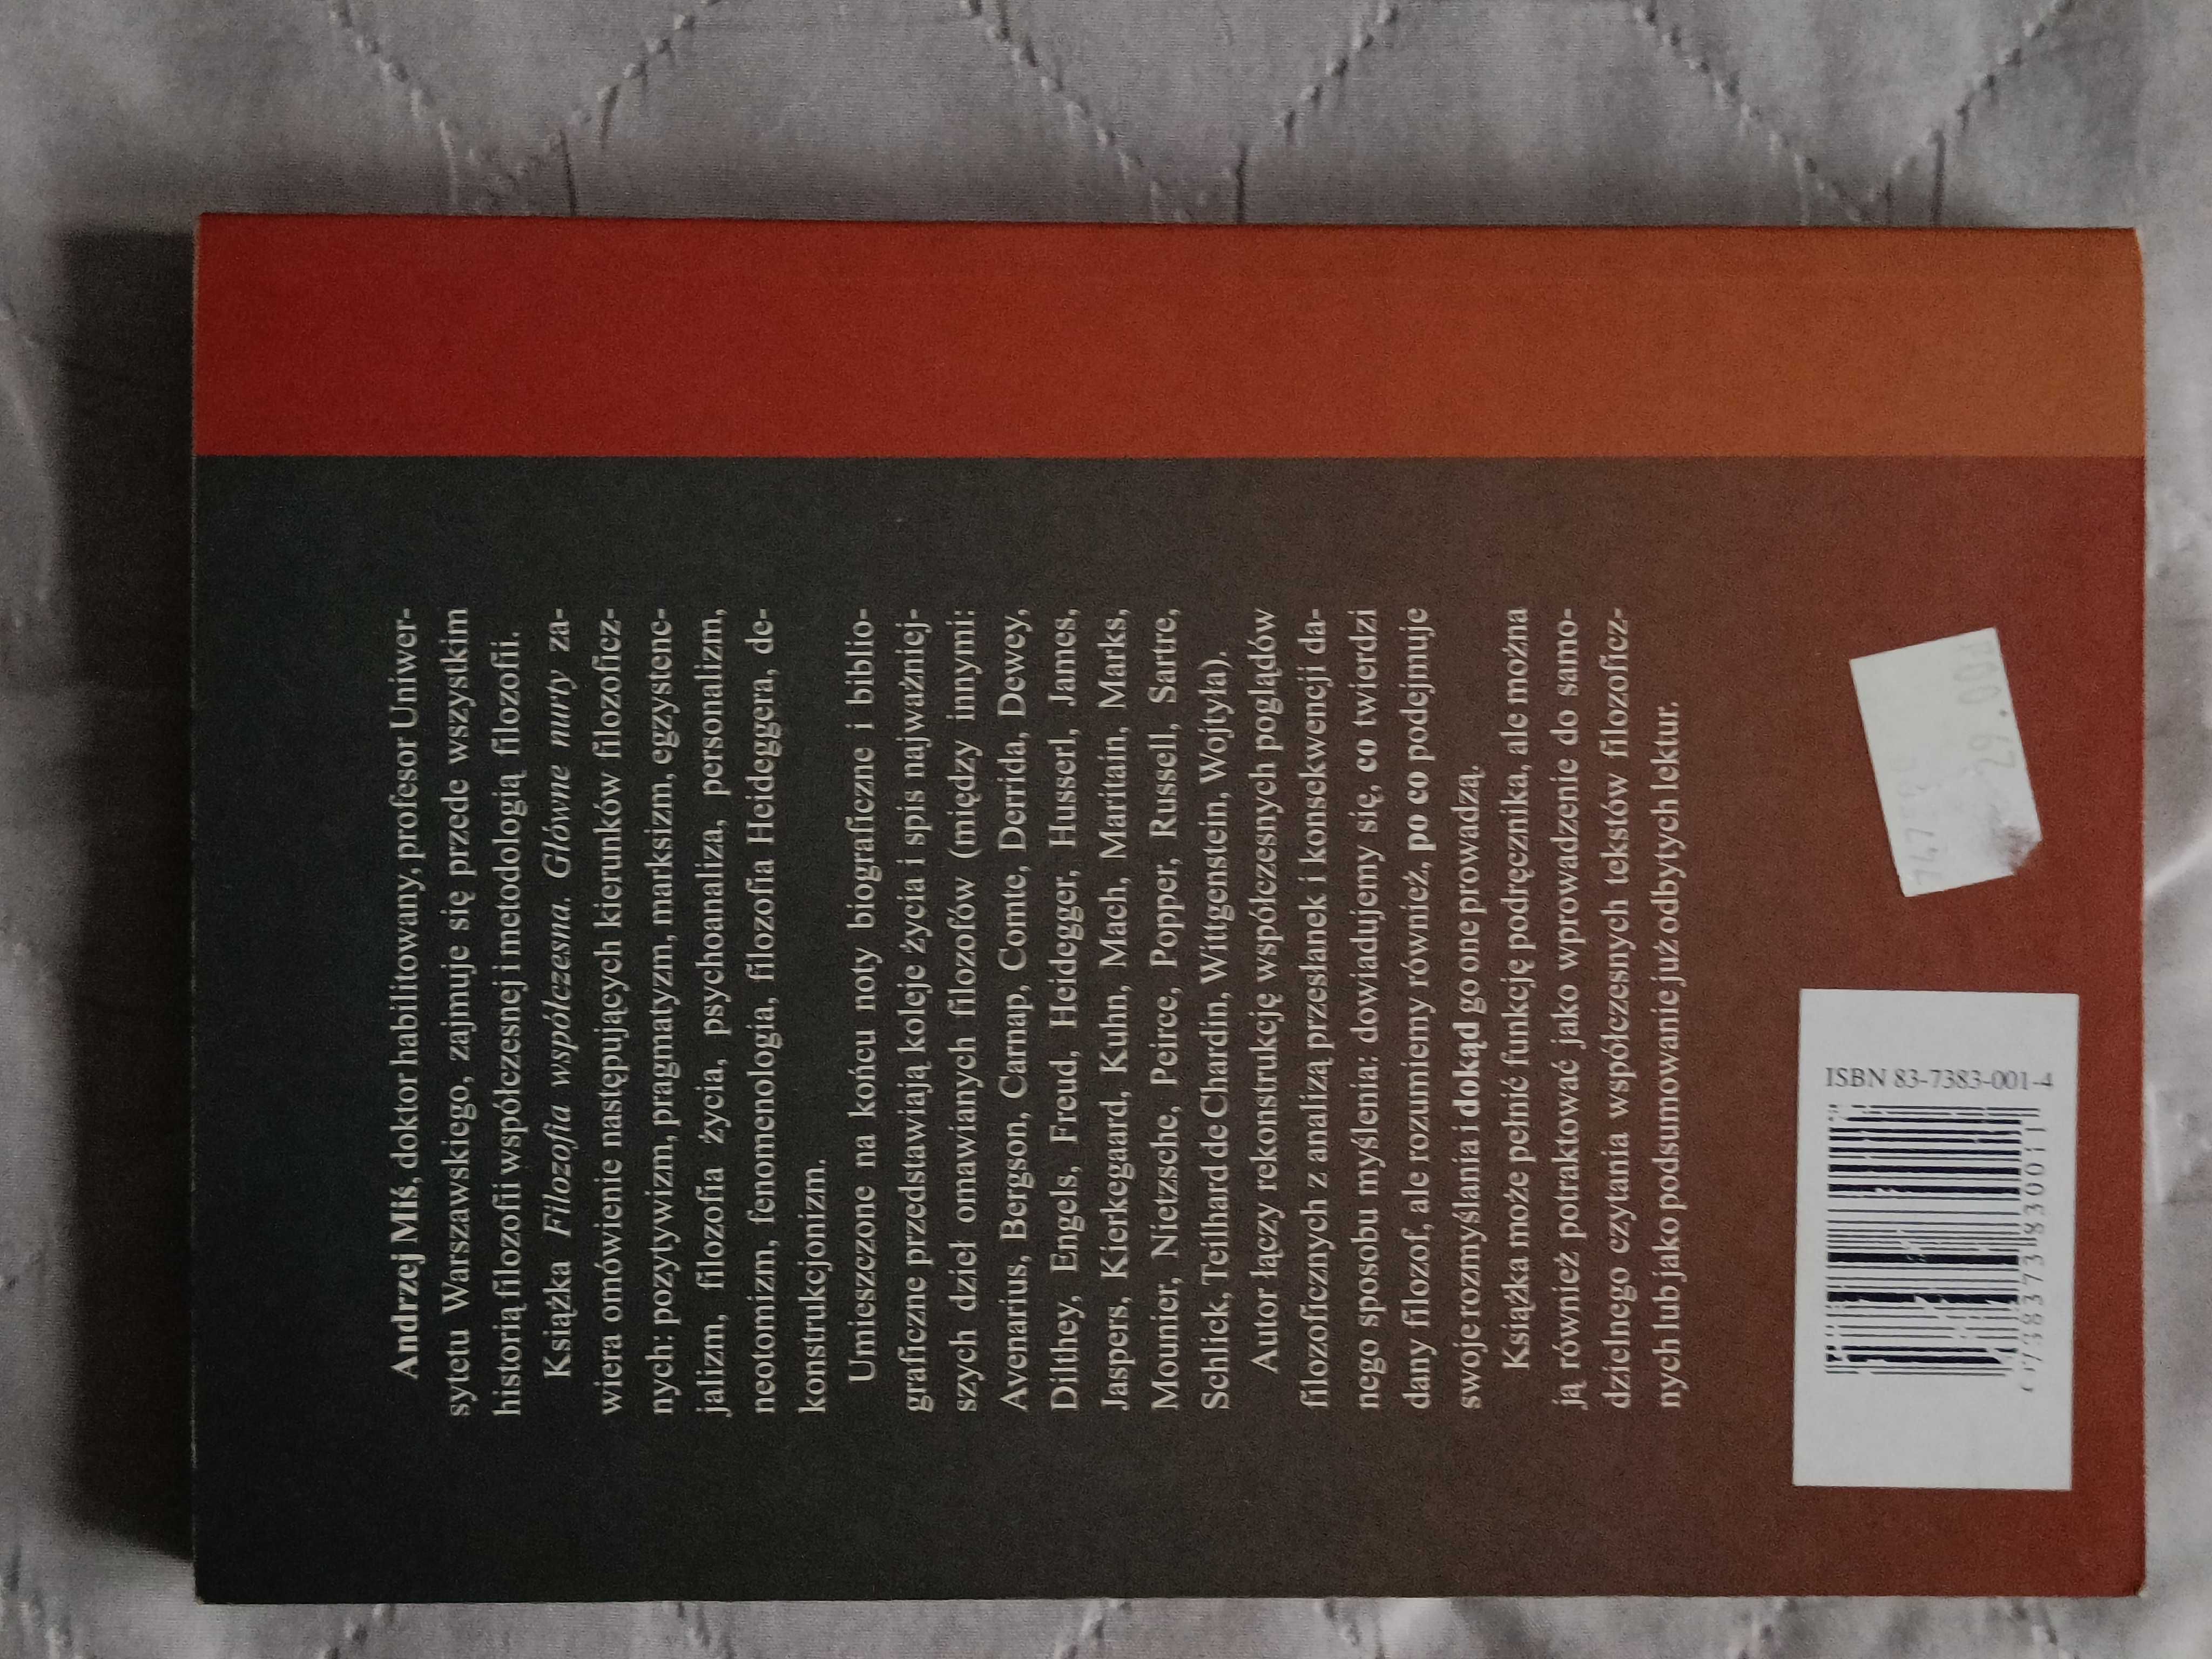 Andrzej Miś, doktor habilitowany, profesor Uniwer-
sytetu Warszawskiego, zajmuje się przede wszystkim
historią filozofii współczesnej i metodologią filozofii.
Książka Filozofia współczesna. Główne nurty za-
wiera omówienie następujących kierunków filozoficz-
nych: pozytywizm, pragmatyzm, marksizm, egzystenc-
jalizm, filozofia życia, psychoanaliza, personalizm,
neotomizm, fenomenologia, filozofia Heideggera, de-
konstrukcjonizm.
Umieszczone na końcu noty biograficzne i biblio-
graficzne przedstawiają koleje życia i spis najważniej-
szych dzieł omawianych filozofów (między innymi:
Avenarius, Bergson, Carnap, Comte, Derrida, Dewey,
Dilthey, Engels, Freud, Heidegger, Husserl, James,
Jaspers, Kierkegaard, Kuhn, Mach, Maritain, Marks,
Mounier, Nietzsche, Peirce, Popper, Russell, Sartre,
Schlick, Teilhard de Chardin, Wittgenstein, Wojtyła).
Autor łączy rekonstrukcję współczesnych poglądów
filozoficznych z analizą przesłanek i konsekwencji da-
nego sposobu myślenia: dowiadujemy się, co twierdzi
dany filozof, ale rozumiemy również, po co podejmuje
swoje rozmyślania i dokąd go one prowadzą.
Książka może pełnić funkcję podręcznika, ale można
ją również potraktować jako wprowadzenie do samo-
dzielnego czytania współczesnych tekstów filozoficz-
nych lub jako podsumowanie już odbytych lektur.
ISBN 83-7383-001-4
9788373830011
29.00